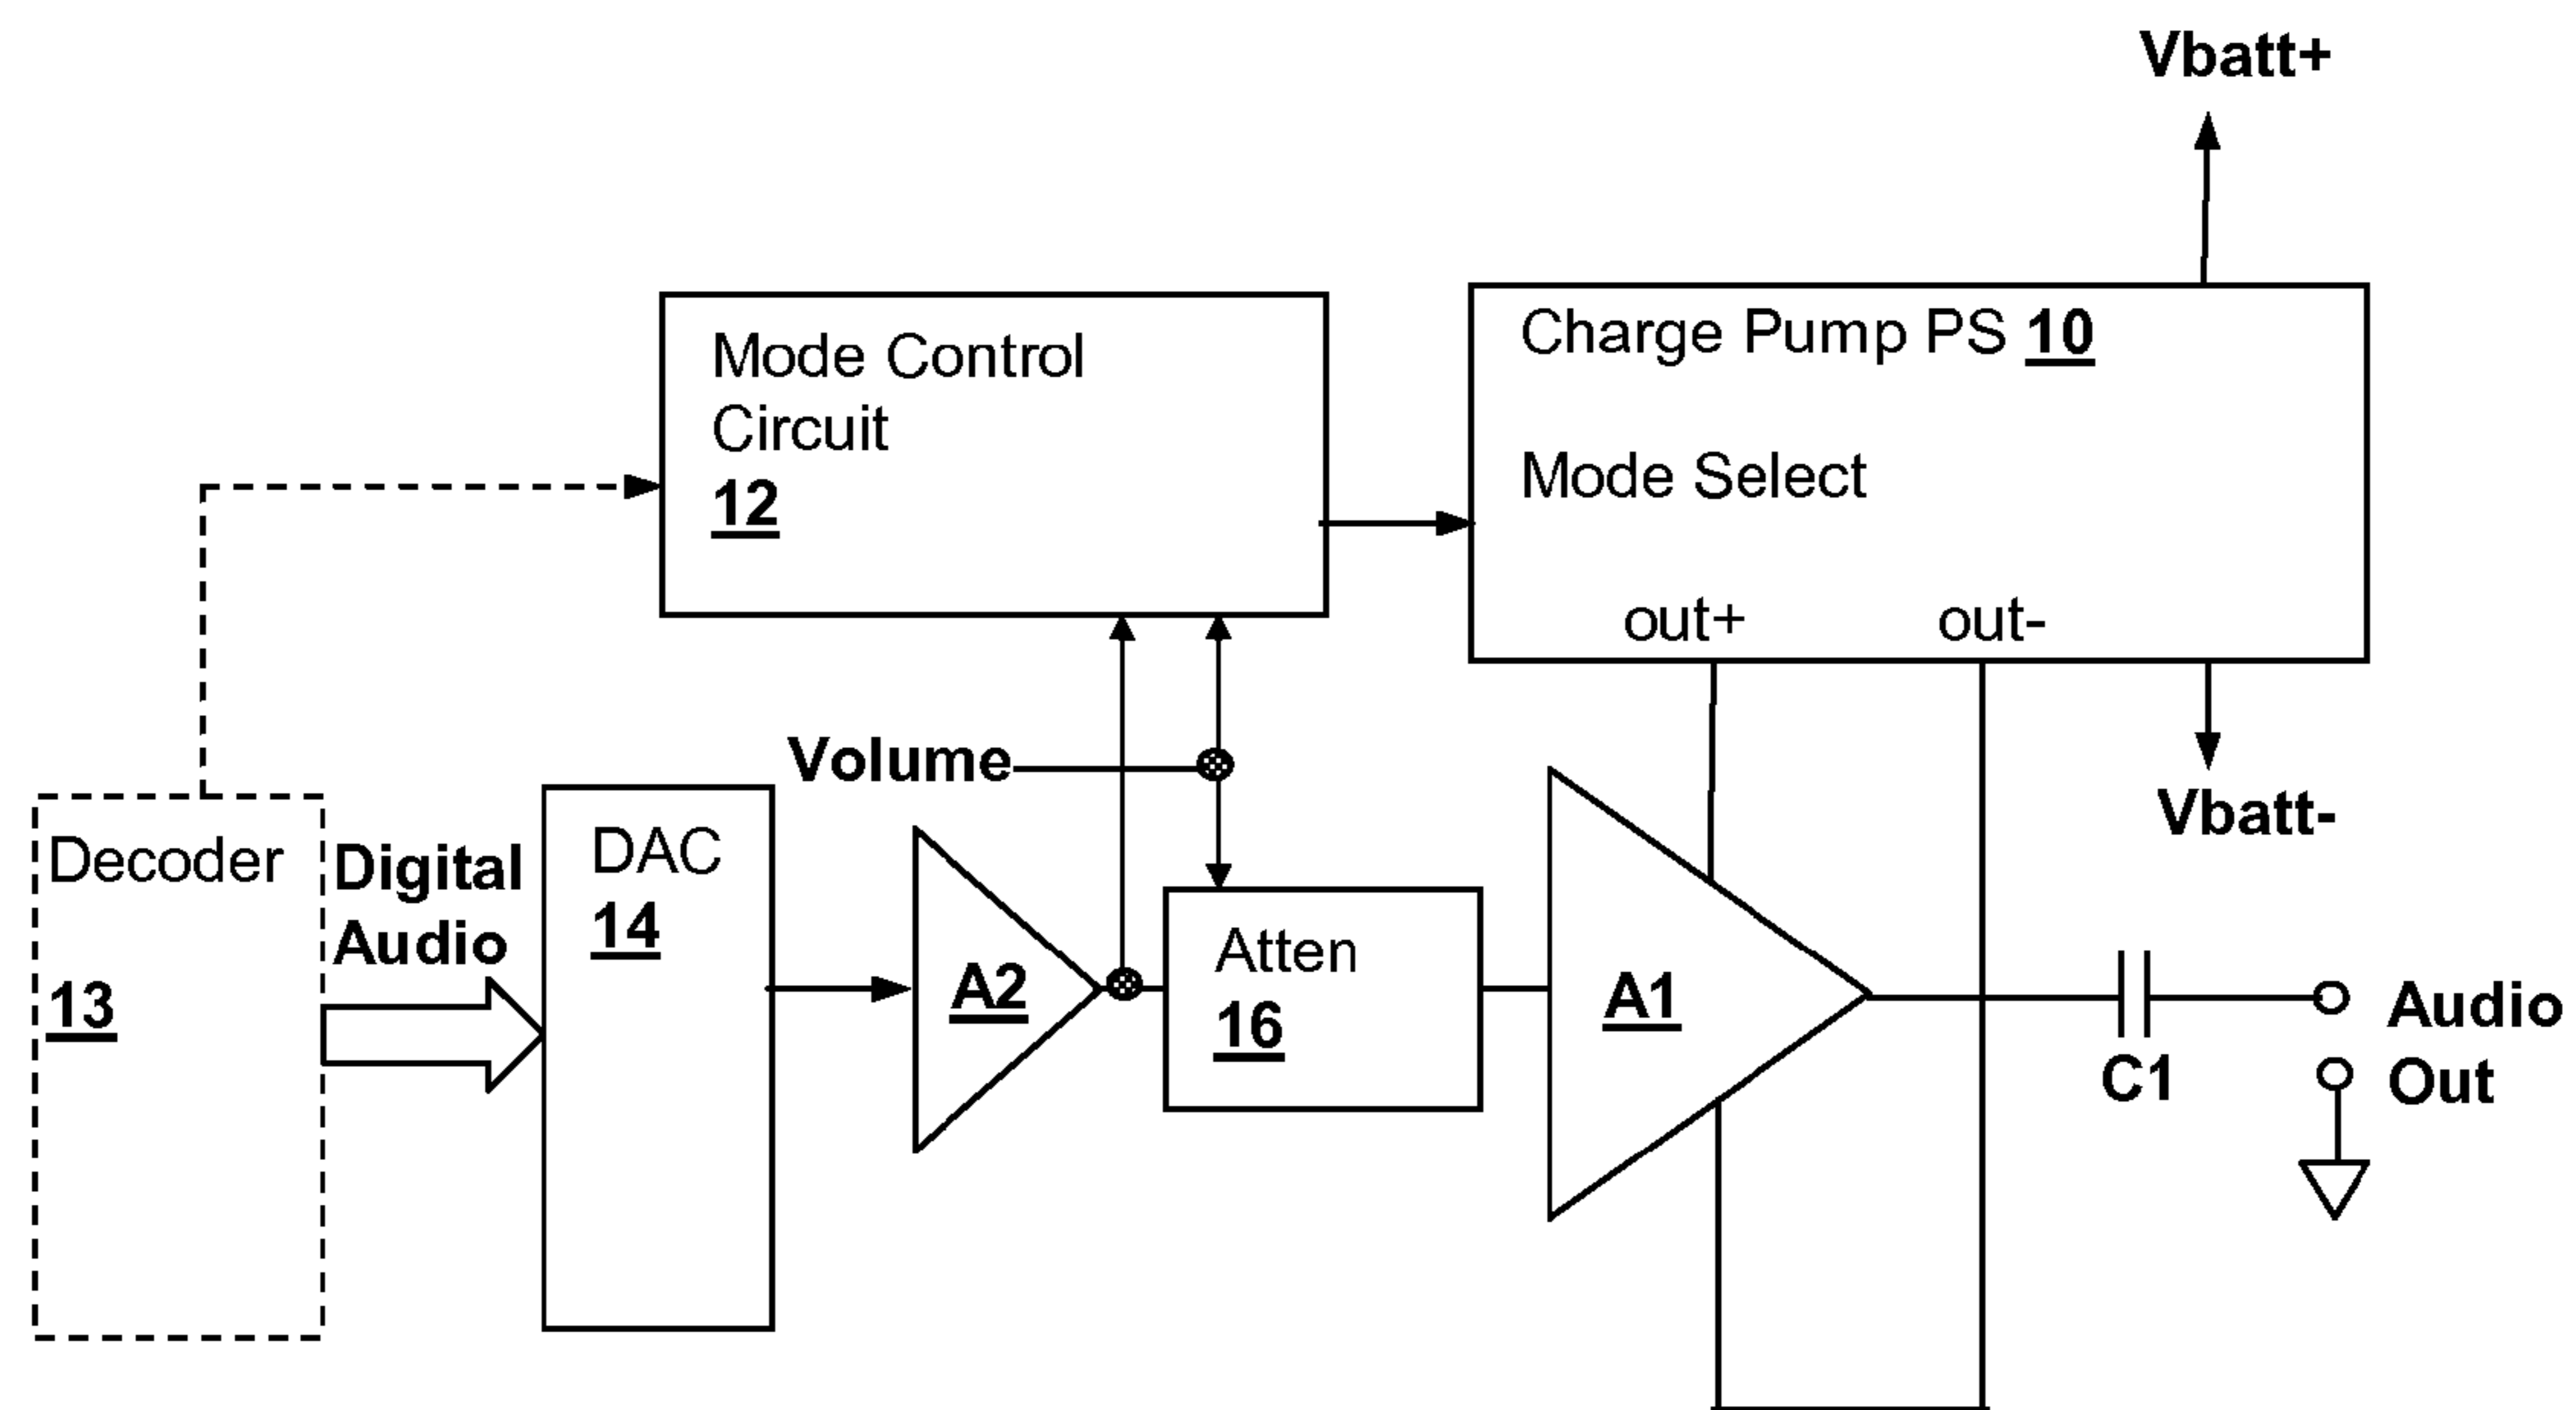 Vbatt+
Charge Pump PS 10
Mode Select
out+ out-
Mode Control
Circuit
12
Vbatt-
Volume
Decoder
13
Digital
Audio
DAC
14
A2
Atten
16
A1
C1
Audio
Out